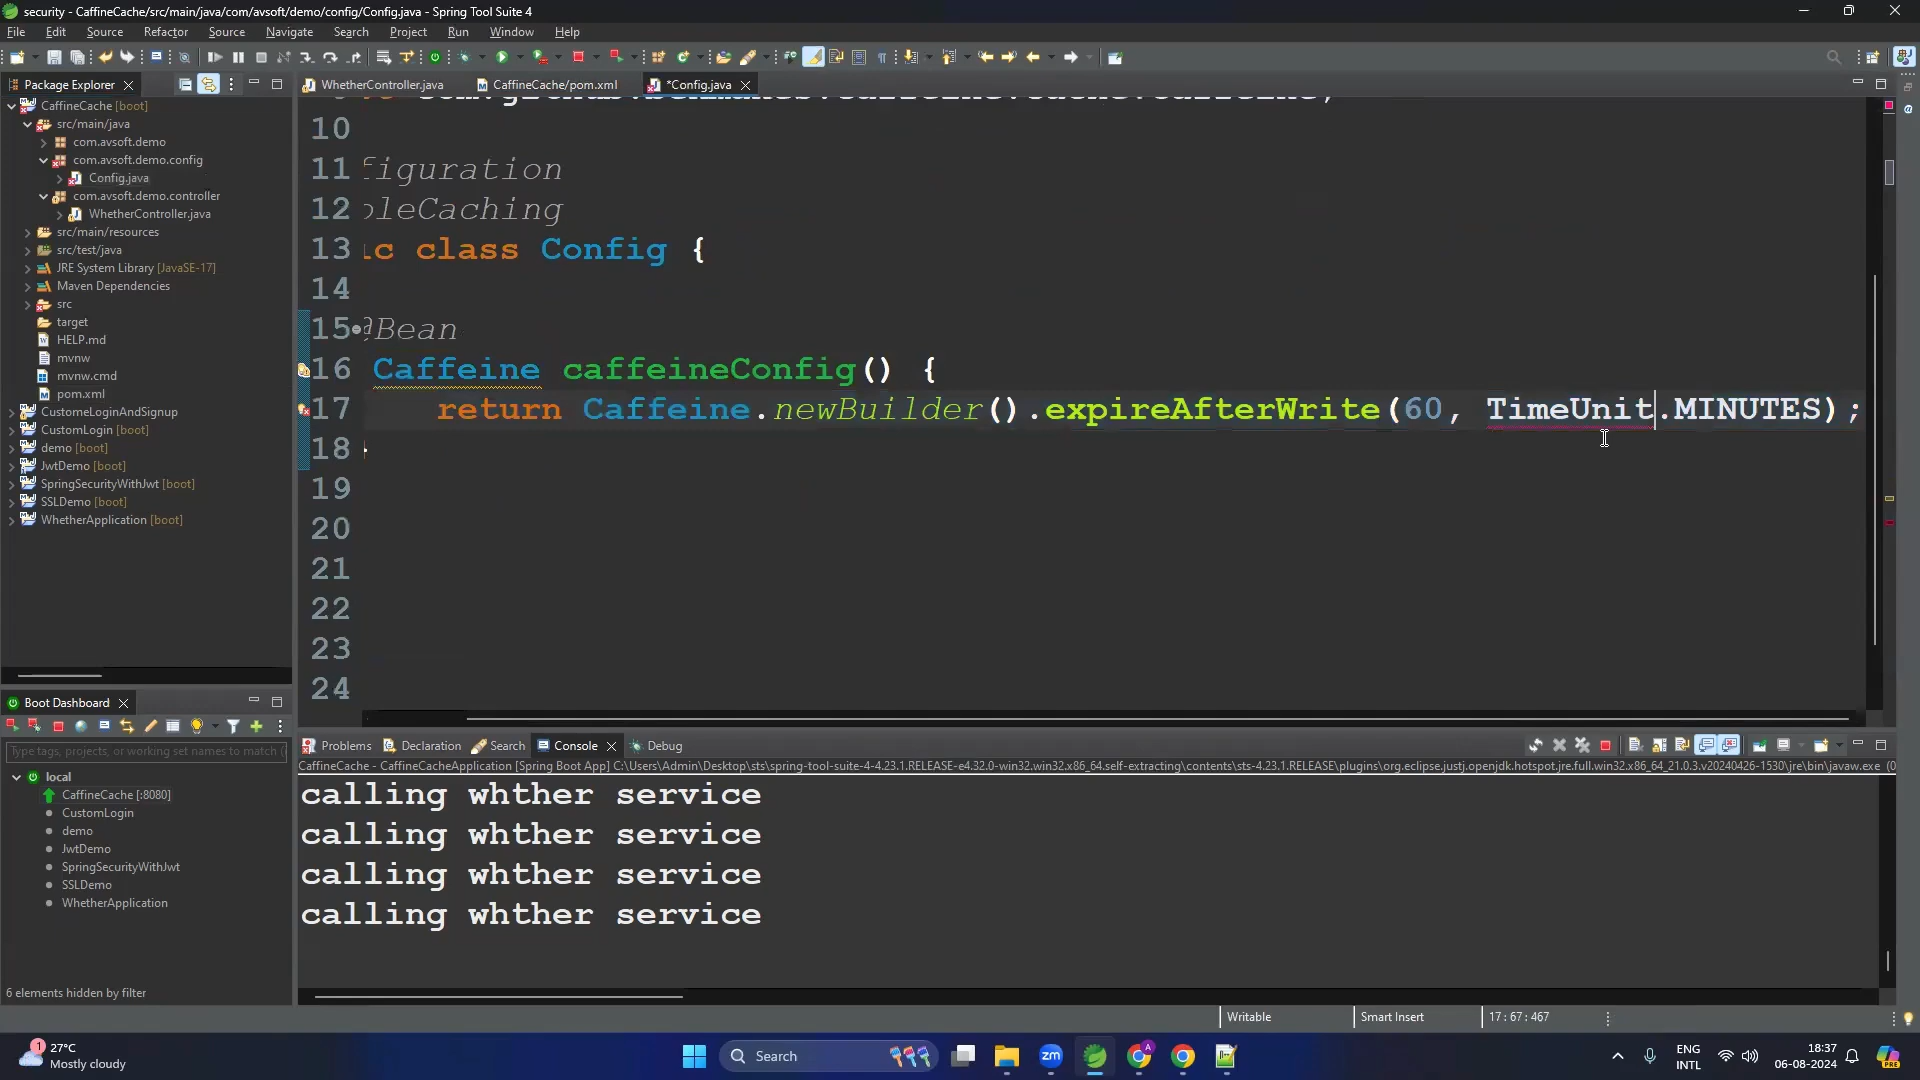 security - CaffineCache/src/main/java/com/avsoft/demo/config/Config.java - Spring Tool Suite 4
File Edit Source Refactor Source Navigate Search Project Run Window Help
Package Explorer
WhetherController.java CaffineCache/pom.xml *Config.java
CaffineCache [boot]
src/main/java
com.avsoft.demo
com.avsoft.demo.config
Config.java
com.avsoft.demo.controller
WhetherController.java
src/main/resources
src/test/java
JRE System Library [JavaSE-17]
Maven Dependencies
src
target
HELP.md
mvnw
mvnw.cmd
pom.xml
CustomeLoginAndSignup
CustomLogin [boot]
demo [boot]
JwtDemo [boot]
SpringSecurityWithJwt [boot]
SSLDemo [boot]
WhetherApplication [boot]
10
11 figuration
12 bleCaching
13 ic class Config {
14
15 @Bean
16 Caffeine caffeineConfig() {
17 return Caffeine.newBuilder().expireAfterWrite(60, TimeUnit.MINUTES);
18 }
19
20
21
22
23
24
Boot Dashboard
Type tags, projects, or working set names to match (
local
CaffineCache [:8080]
CustomLogin
demo
JwtDemo
SpringSecurityWithJwt
SSLDemo
WhetherApplication
6 elements hidden by filter
Problems Declaration Search Console Debug
CaffineCache - CaffineCacheApplication [Spring Boot App] C:\Users\Admin\Desktop\sts\spring-tool-suite-4-4.23.1.RELEASE-e4.32.0-win32.win32.x86_64.self-extracting\contents\sts-4.23.1.RELEASE\plugins\org.eclipse.justj.openjdk.hotspot.jre.full.win32.x86_64_21.0.3.v20240426-1530\jre\bin\javaw.exe (0
calling whther service
calling whther service
calling whther service
calling whther service
Writable Smart Insert 17 : 67 : 467
1
27°C
Mostly cloudy
Search
ENG
INTL
18:37
06-08-2024